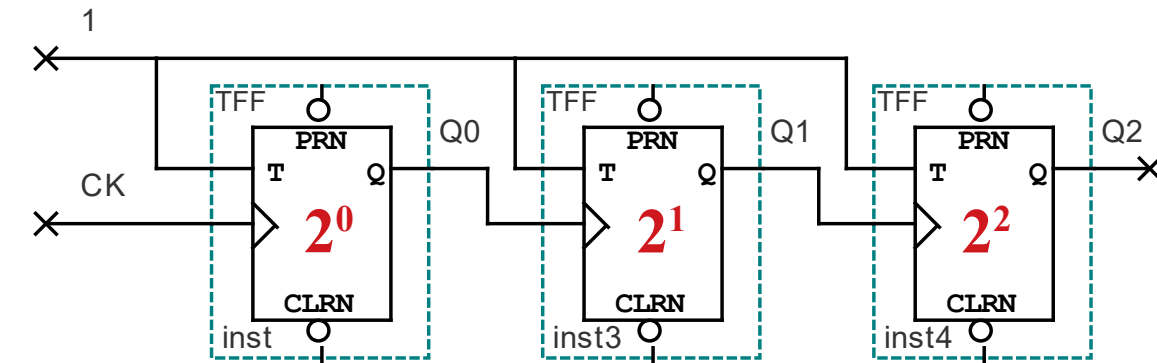 1
TFF TFF TFF
PRN Q0 PRN Q1 PRN Q2
T Q T Q T Q
CK
2⁰ 2¹ 2²
CLRN CLRN CLRN
inst inst3 inst4